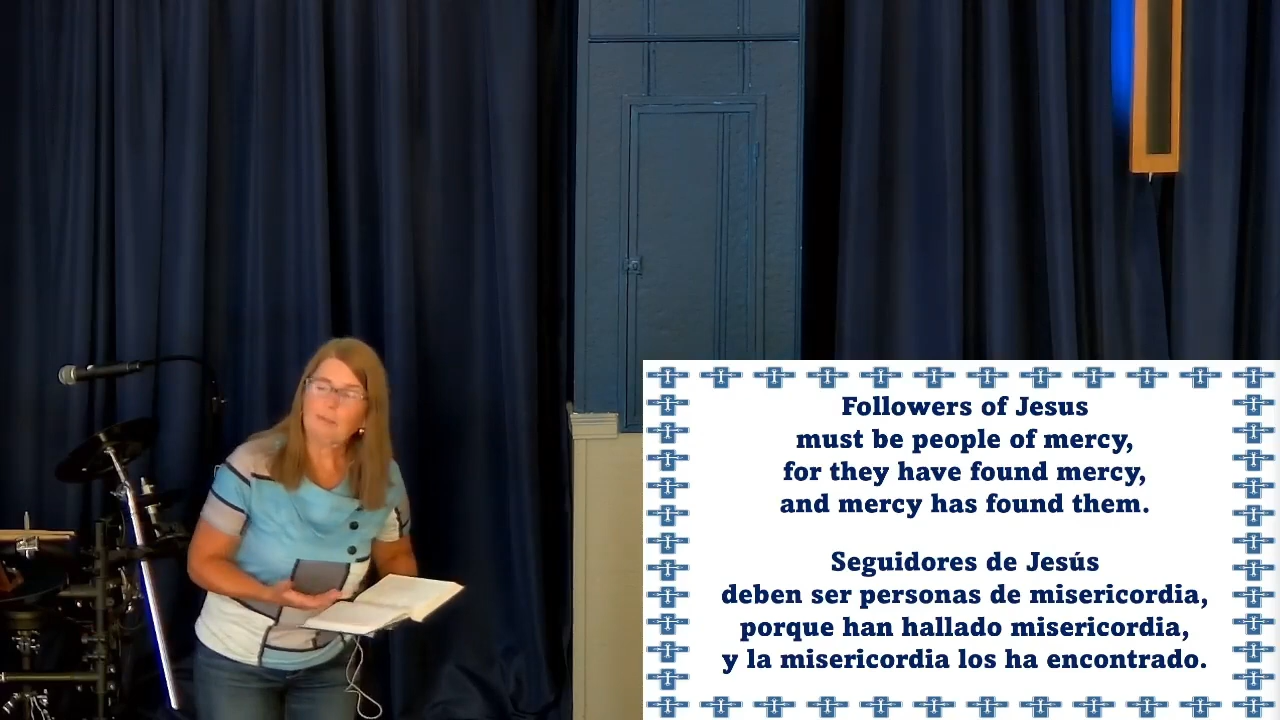 Followers of Jesus
must be people of mercy,
for they have found mercy,
and mercy has found them.
Seguidores de Jesús
deben ser personas de misericordia,
porque han hallado misericordia,
y la misericordia los ha encontrado.